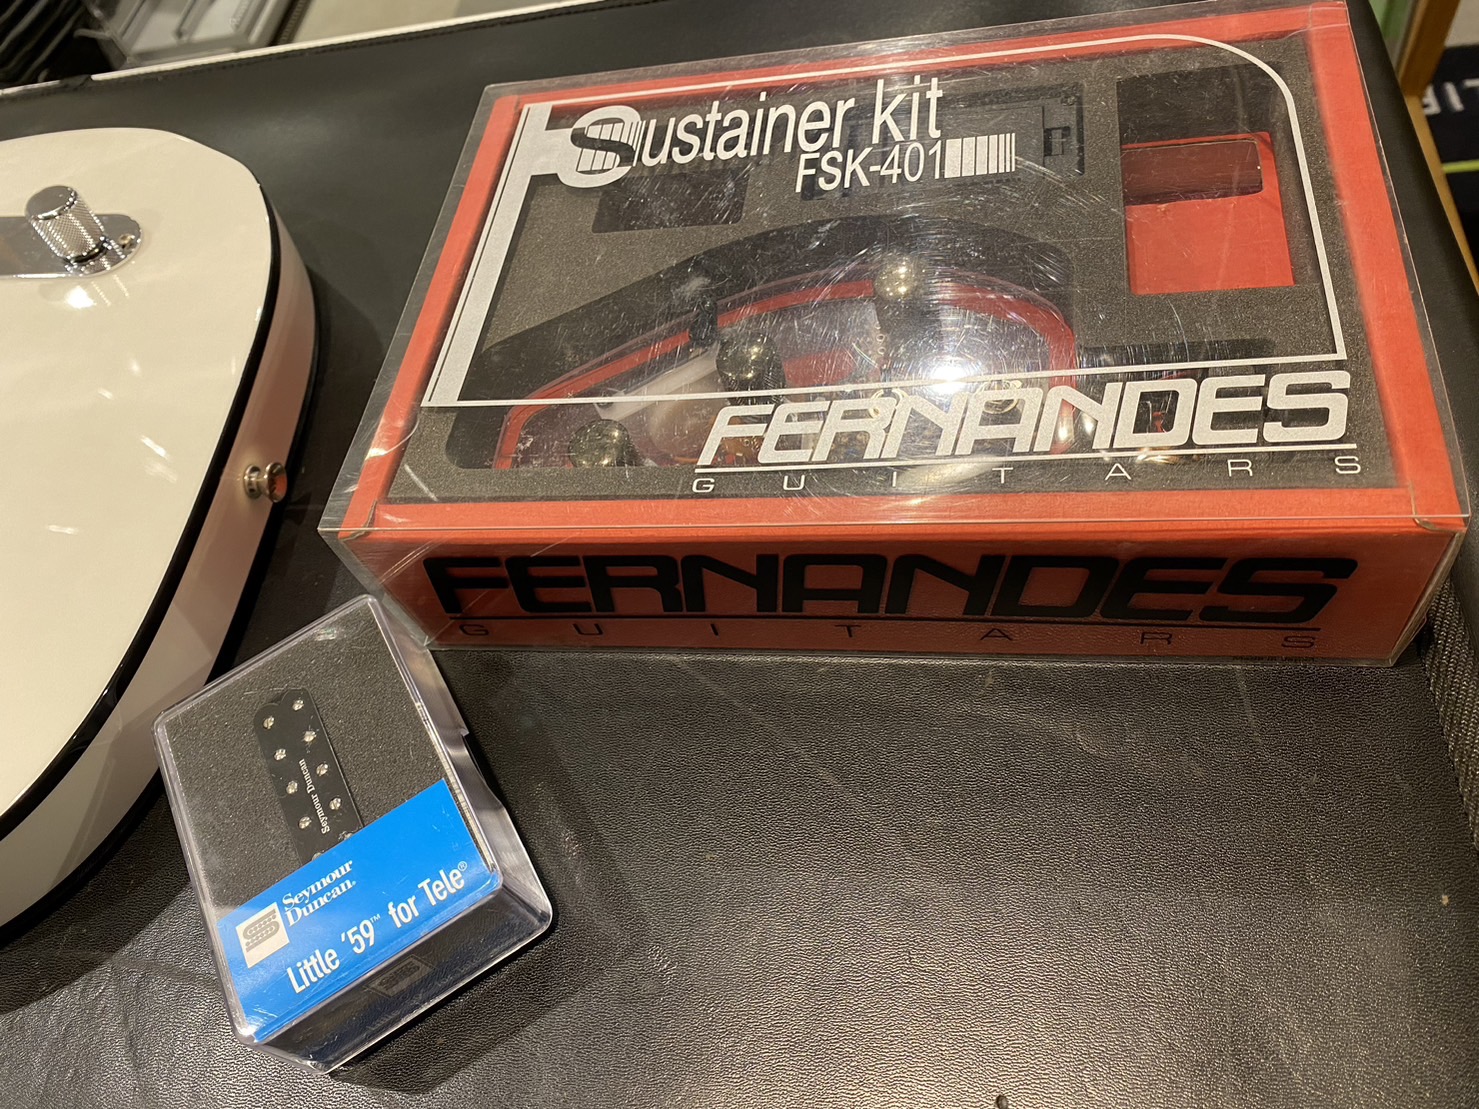 Sustainer kit
FSK-401
FERNANDES
GUITARS
FERNANDES
GUITARS
Seymour Duncan
Seymour
Duncan.
Little '59™ for Tele®